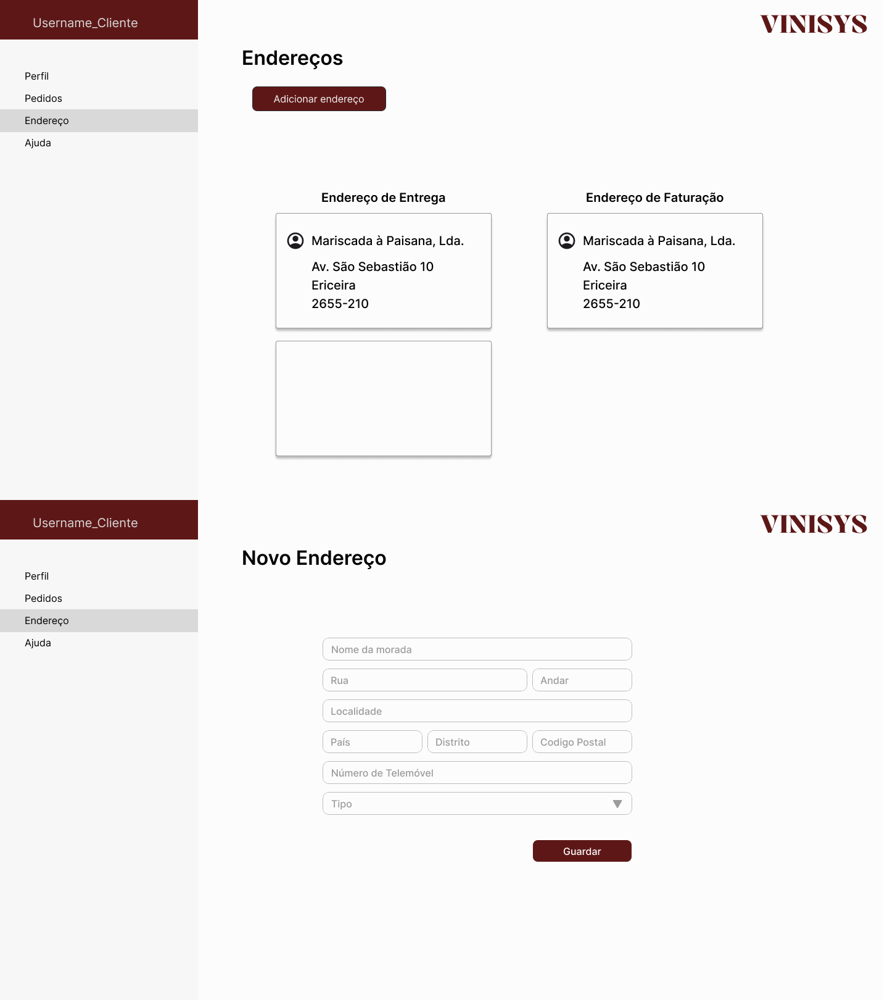 Username_Cliente
VINISYS
Perfil
Pedidos
Endereço
Ajuda
Endereços
Adicionar endereço
Endereço de Entrega
Mariscada à Paisana, Lda.
Av. São Sebastião 10
Ericeira
2655-210
Endereço de Faturação
Mariscada à Paisana, Lda.
Av. São Sebastião 10
Ericeira
2655-210
Username_Cliente
VINISYS
Perfil
Pedidos
Endereço
Ajuda
Novo Endereço
Nome da morada
Rua
Andar
Localidade
País
Distrito
Codigo Postal
Número de Telemóvel
Tipo
Guardar